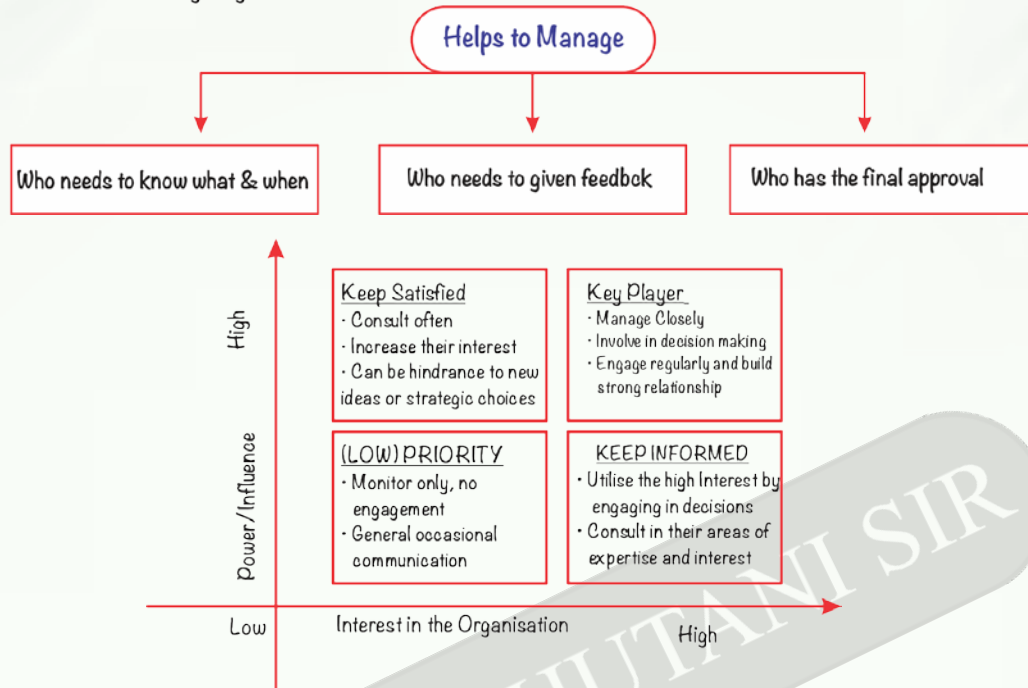 Helps to Manage
Who needs to know what & when
Who needs to given feedbck
Who has the final approval
High
Power/Influence
Keep Satisfied
· Consult often
· Increase their interest
· Can be hindrance to new
ideas or strategic choices
Key Player
· Manage Closely
· Involve in decision making
· Engage regularly and build
strong relationship
(LOW) PRIORITY
· Monitor only, no
engagement
· General occasional
communication
KEEP INFORMED
· Utilise the high Interest by
engaging in decisions
· Consult in their areas of
expertise and interest
Low
Interest in the Organisation
High
HUTANI SIR